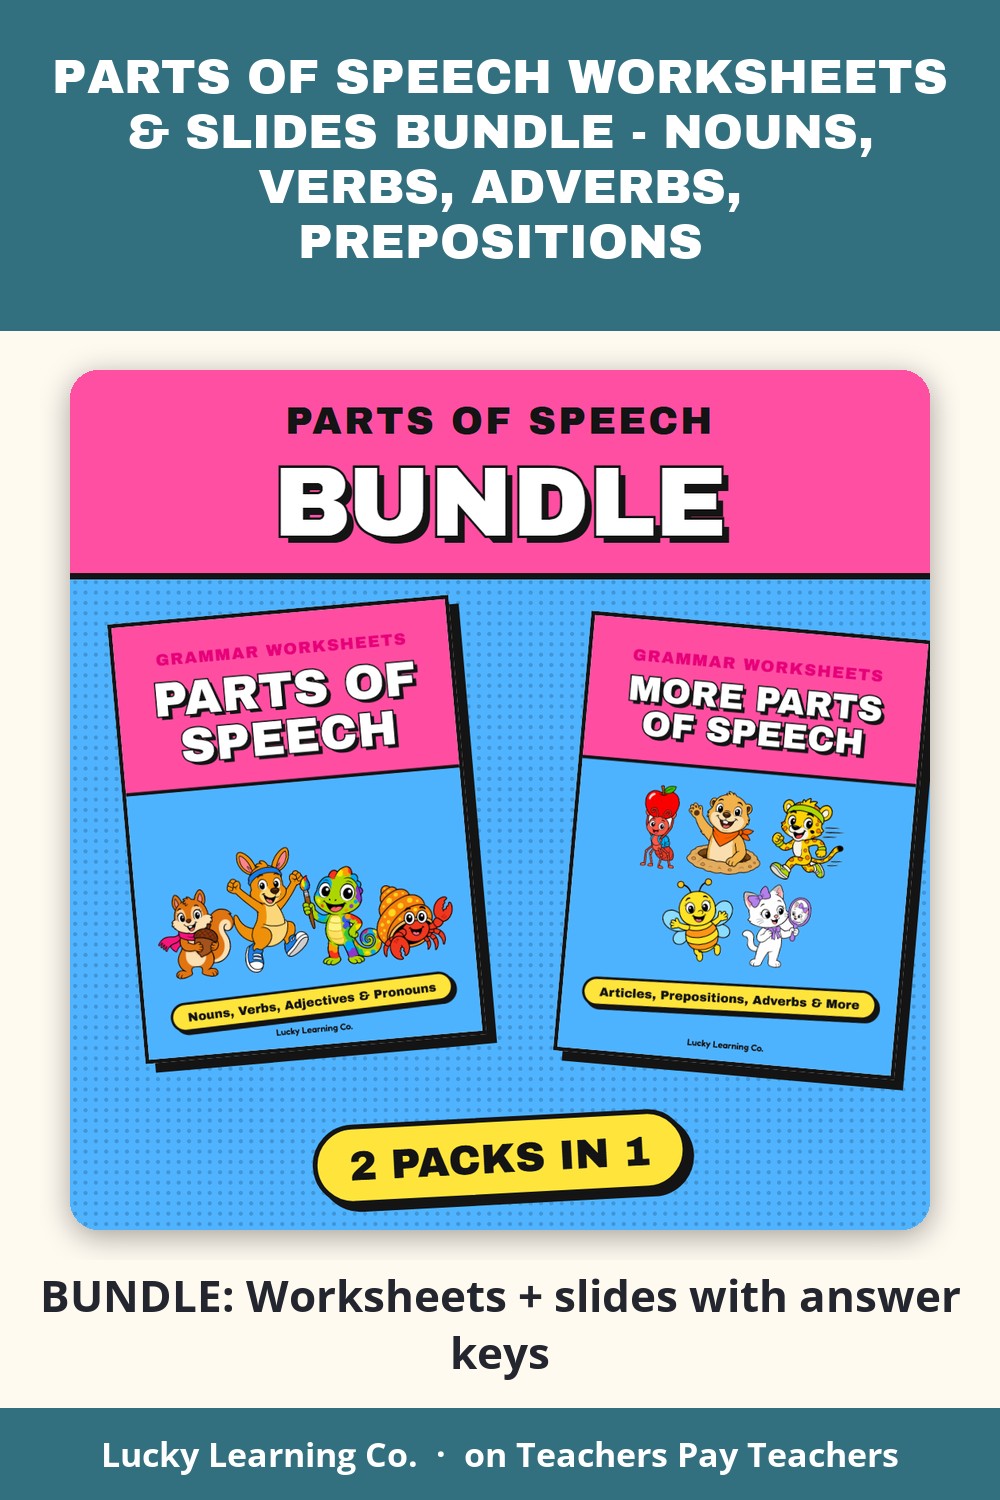 PARTS OF SPEECH WORKSHEETS
& SLIDES BUNDLE - NOUNS,
VERBS, ADVERBS,
PREPOSITIONS
PARTS OF SPEECH
BUNDLE
GRAMMAR WORKSHEETS
PARTS OF
SPEECH
Nouns, Verbs, Adjectives & Pronouns
Lucky Learning Co.
GRAMMAR WORKSHEETS
MORE PARTS
OF SPEECH
Articles, Prepositions, Adverbs & More
Lucky Learning Co.
2 PACKS IN 1
BUNDLE: Worksheets + slides with answer
keys
Lucky Learning Co. · on Teachers Pay Teachers